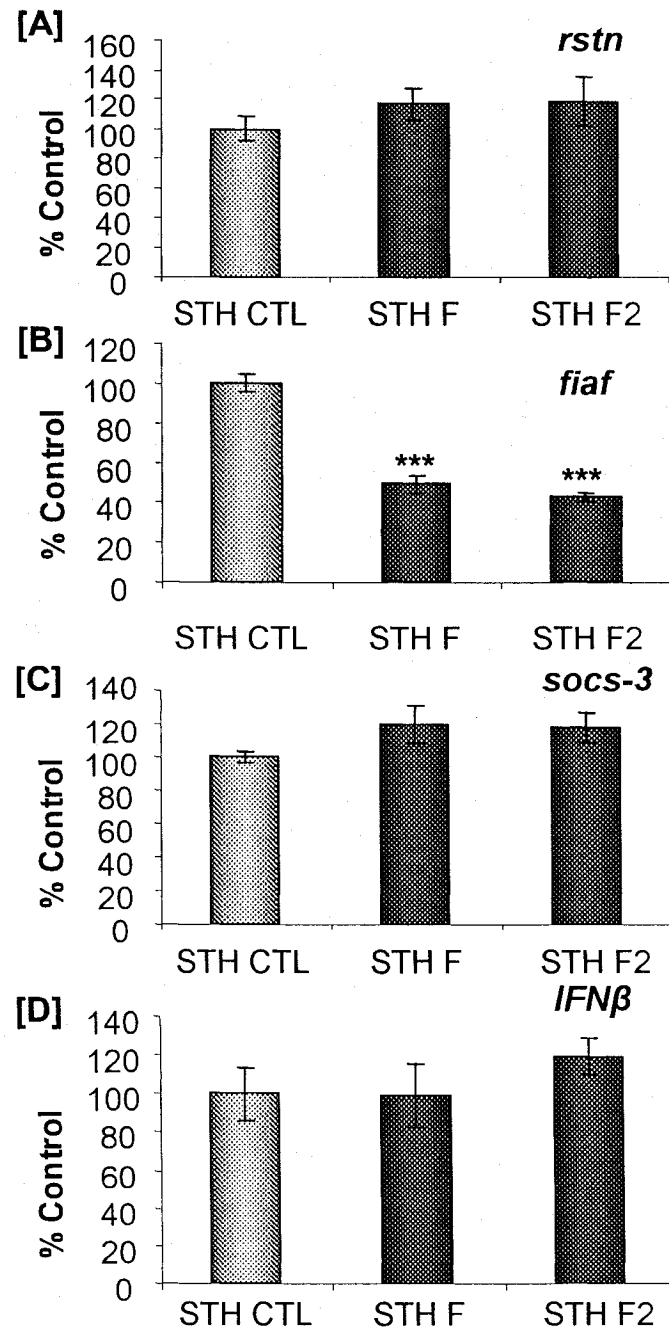 [A]
rstn
% Control
160
140
120
100
80
60
40
20
0
STH CTL STH F STH F2
[B]
fiaf
% Control
120
100
80
60
40
20
0
***
***
STH CTL STH F STH F2
[C]
socs-3
% Control
140
120
100
80
60
40
20
0
STH CTL STH F STH F2
[D]
IFNβ
% Control
140
120
100
80
60
40
20
0
STH CTL STH F STH F2